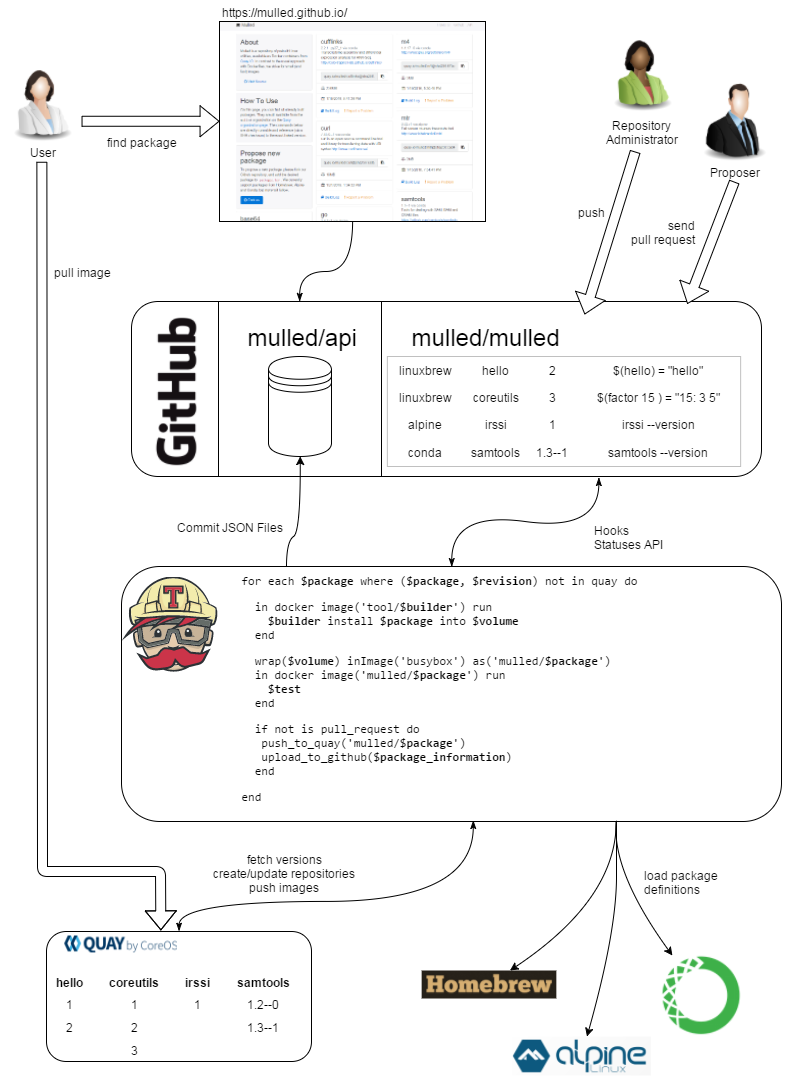 https://mulled.github.io/
mulled
About
How To Use
Propose new
package
cufflinks
curl
go
samtools
User
find package
Repository
Administrator
Proposer
push
send
pull request
pull image
GitHub
mulled/api
mulled/mulled
linuxbrew hello 2 $(hello) = "hello"
linuxbrew coreutils 3 $(factor 15 ) = "15: 3 5"
alpine irssi 1 irssi --version
conda samtools 1.3--1 samtools --version
Commit JSON Files
Hooks
Statuses API
T
for each $package where ($package, $revision) not in quay do
in docker image('tool/$builder') run
$builder install $package into $volume
end
wrap($volume) inImage('busybox') as('mulled/$package')
in docker image('mulled/$package') run
$test
end
if not is pull_request do
push_to_quay('mulled/$package')
upload_to_github($package_information)
end
end
fetch versions
create/update repositories
push images
load package
definitions
QUAY by CoreOS
hello coreutils irssi samtools
1 1 1 1.2--0
2 2 1.3--1
3
Homebrew
alpine
Linux